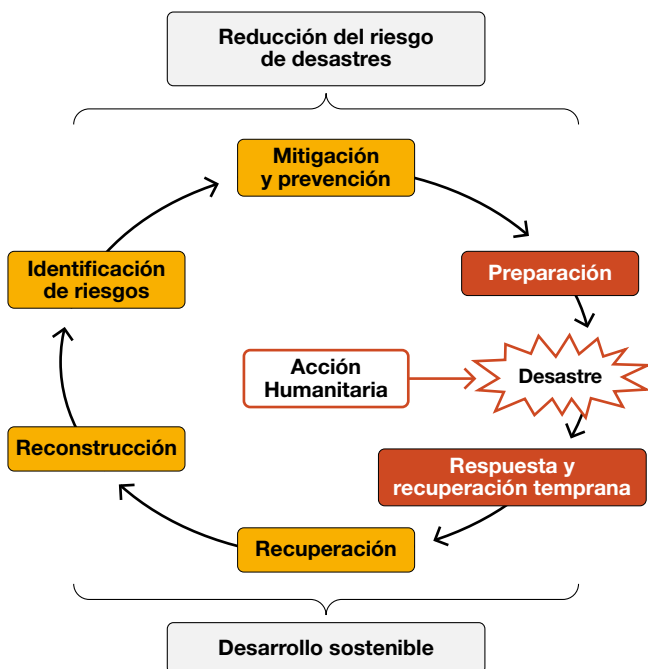 Reducción del riesgo
de desastres
Mitigación
y prevención
Identificación
de riesgos
Preparación
Acción
Humanitaria
Desastre
Reconstrucción
Respuesta y
recuperación temprana
Recuperación
Desarrollo sostenible